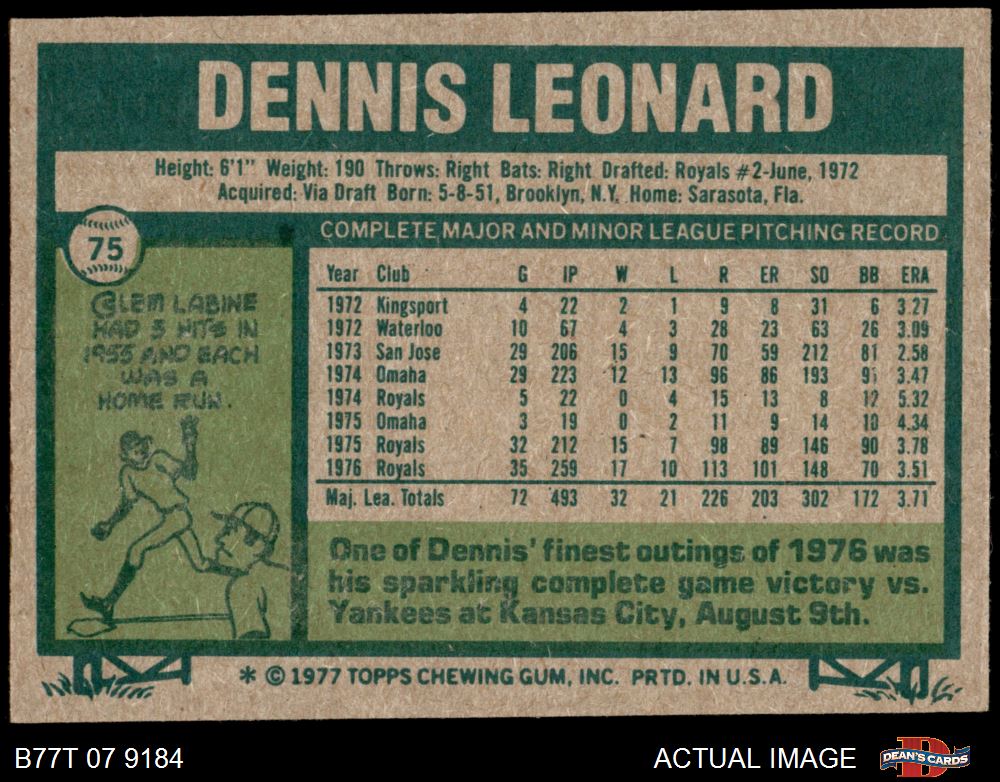 DENNIS LEONARD
Height: 6'1" Weight: 190 Throws: Right Bats: Right Drafted: Royals #2-June, 1972
Acquired: Via Draft Born: 5-8-51, Brooklyn, N.Y. Home: Sarasota, Fla.
75
COMPLETE MAJOR AND MINOR LEAGUE PITCHING RECORD
CLEM LABINE
HAD 3 HITS IN
1955 AND EACH
WAS A
HOME RUN.
Year Club G IP W L R ER SO BB ERA
1972 Kingsport 4 22 2 1 9 8 31 6 3.27
1972 Waterloo 10 67 4 3 28 23 63 26 3.09
1973 San Jose 29 206 15 9 70 59 212 81 2.58
1974 Omaha 29 223 12 13 96 86 193 91 3.47
1974 Royals 5 22 0 4 15 13 8 12 5.32
1975 Omaha 3 19 0 2 11 9 14 10 4.34
1975 Royals 32 212 15 7 98 89 146 90 3.78
1976 Royals 35 259 17 10 113 101 148 70 3.51
Maj. Lea. Totals 72 493 32 21 226 203 302 172 3.71
One of Dennis' finest outings of 1976 was
his sparkling complete game victory vs.
Yankees at Kansas City, August 9th.
* © 1977 TOPPS CHEWING GUM, INC. PRTD. IN U.S.A.
B77T 07 9184
ACTUAL IMAGE
DEAN'S CARDS